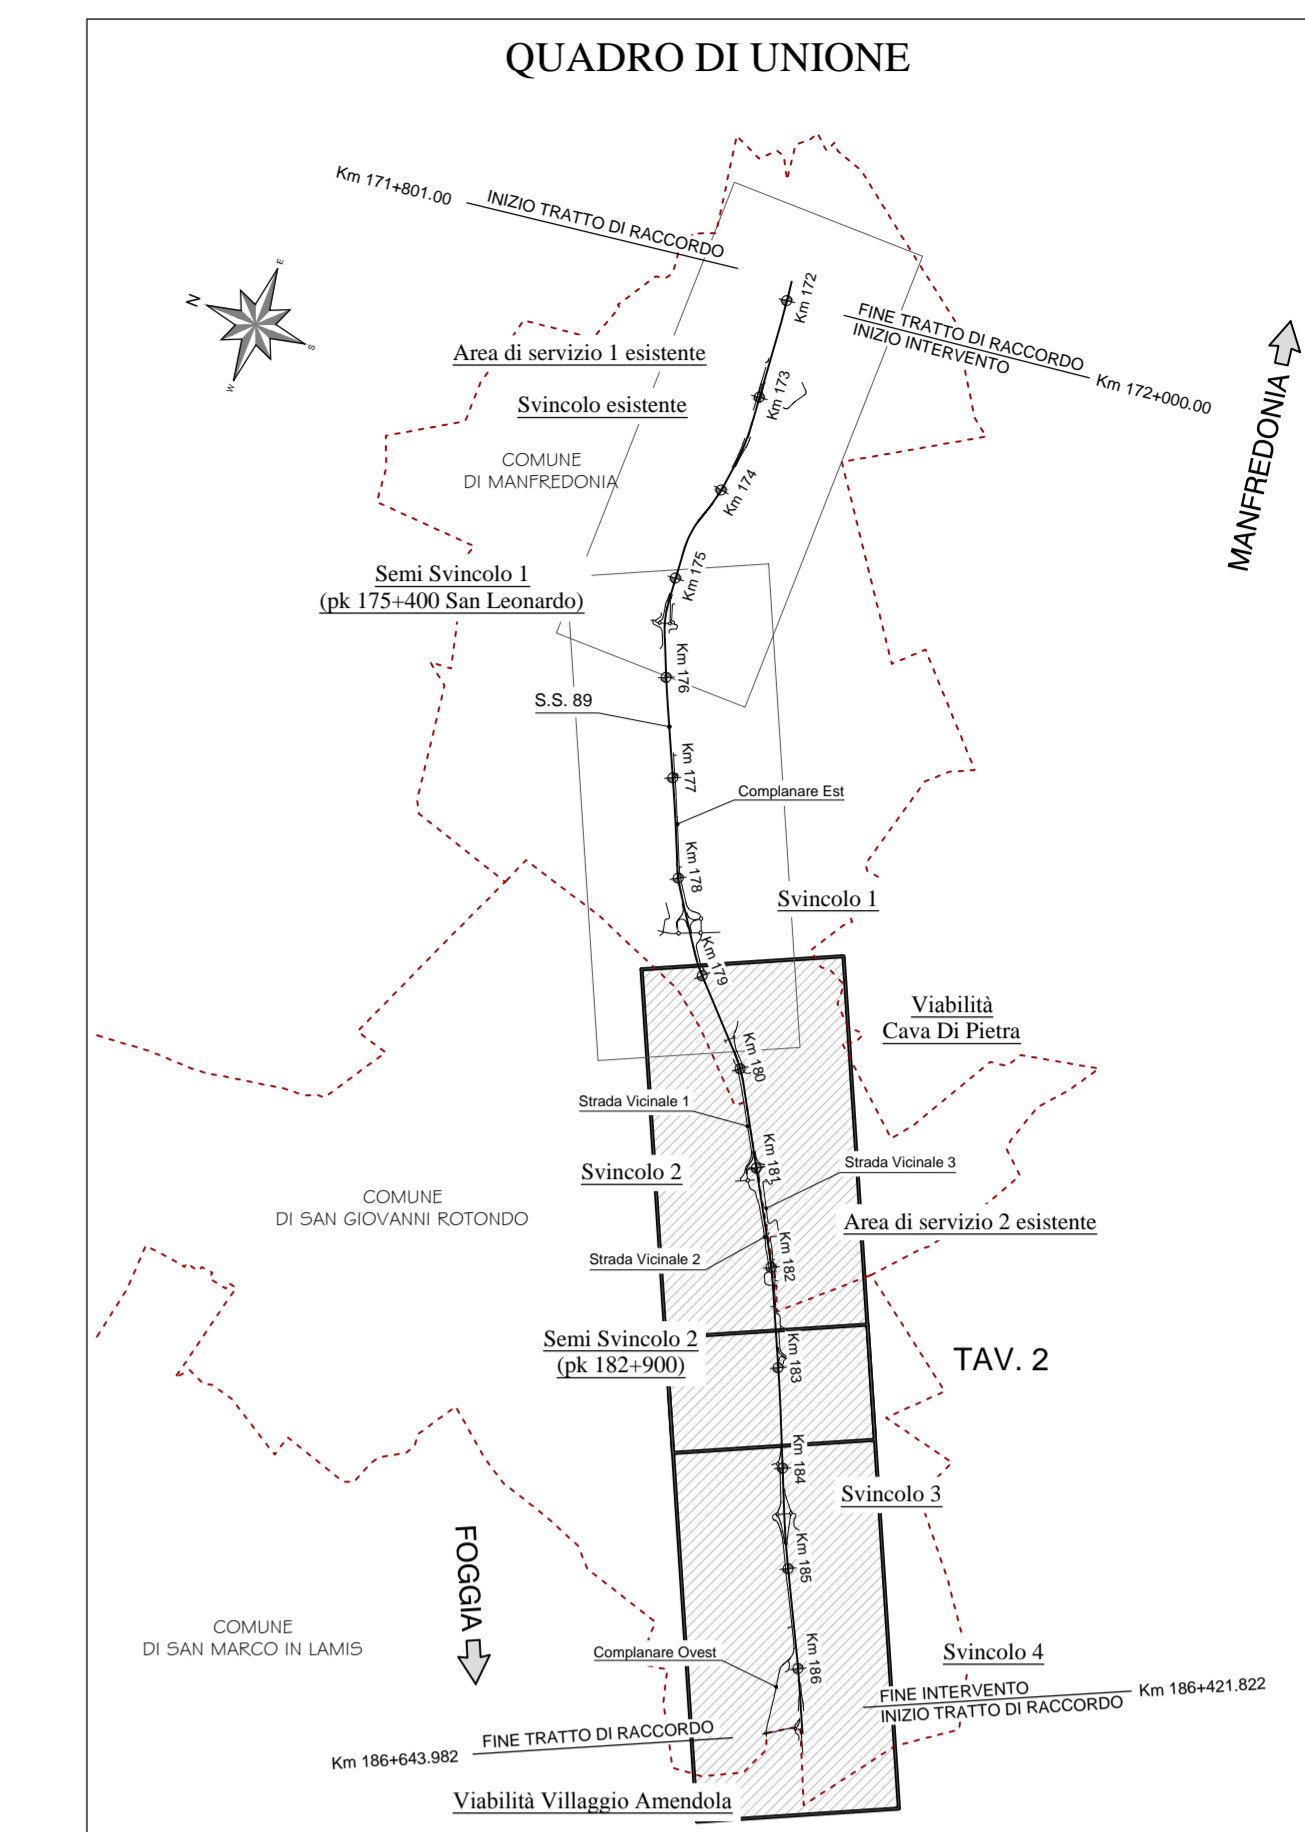 QUADRO DI UNIONE
Km 171+801.00
INIZIO TRATTO DI RACCORDO
N
E
S
W
Km 172
FINE TRATTO DI RACCORDO
INIZIO INTERVENTO
Km 172+000.00
Area di servizio 1 esistente
Km 173
Svincolo esistente
MANFREDONIA
COMUNE
DI MANFREDONIA
Km 174
Semi Svincolo 1
(pk 175+400 San Leonardo)
Km 175
Km 176
S.S. 89
Km 177
Complanare Est
Km 178
Svincolo 1
Km 179
Viabilità
Cava Di Pietra
Km 180
Strada Vicinale 1
Km 181
Svincolo 2
Strada Vicinale 3
COMUNE
DI SAN GIOVANNI ROTONDO
Area di servizio 2 esistente
Strada Vicinale 2
Km 182
Semi Svincolo 2
(pk 182+900)
Km 183
TAV. 2
Km 184
Svincolo 3
FOGGIA
Km 185
COMUNE
DI SAN MARCO IN LAMIS
Complanare Ovest
Km 186
Svincolo 4
FINE INTERVENTO
INIZIO TRATTO DI RACCORDO
Km 186+421.822
FINE TRATTO DI RACCORDO
Km 186+643.982
Viabilità Villaggio Amendola